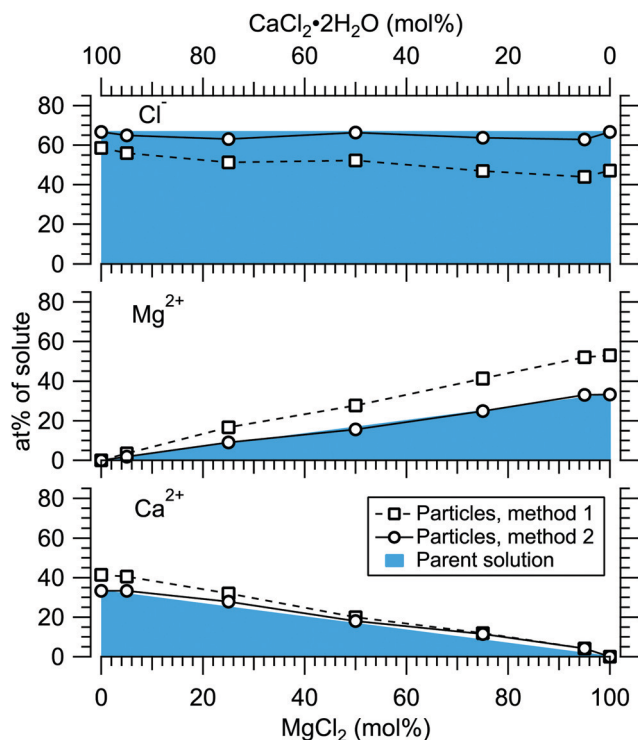 CaCl₂•2H₂O (mol%)
100 80 60 40 20 0
Cl⁻
80
60
40
20
0
Mg²⁺
80
60
40
20
0
at% of solute
Ca²⁺
80
60
40
20
0
Particles, method 1
Particles, method 2
Parent solution
0 20 40 60 80 100
MgCl₂ (mol%)